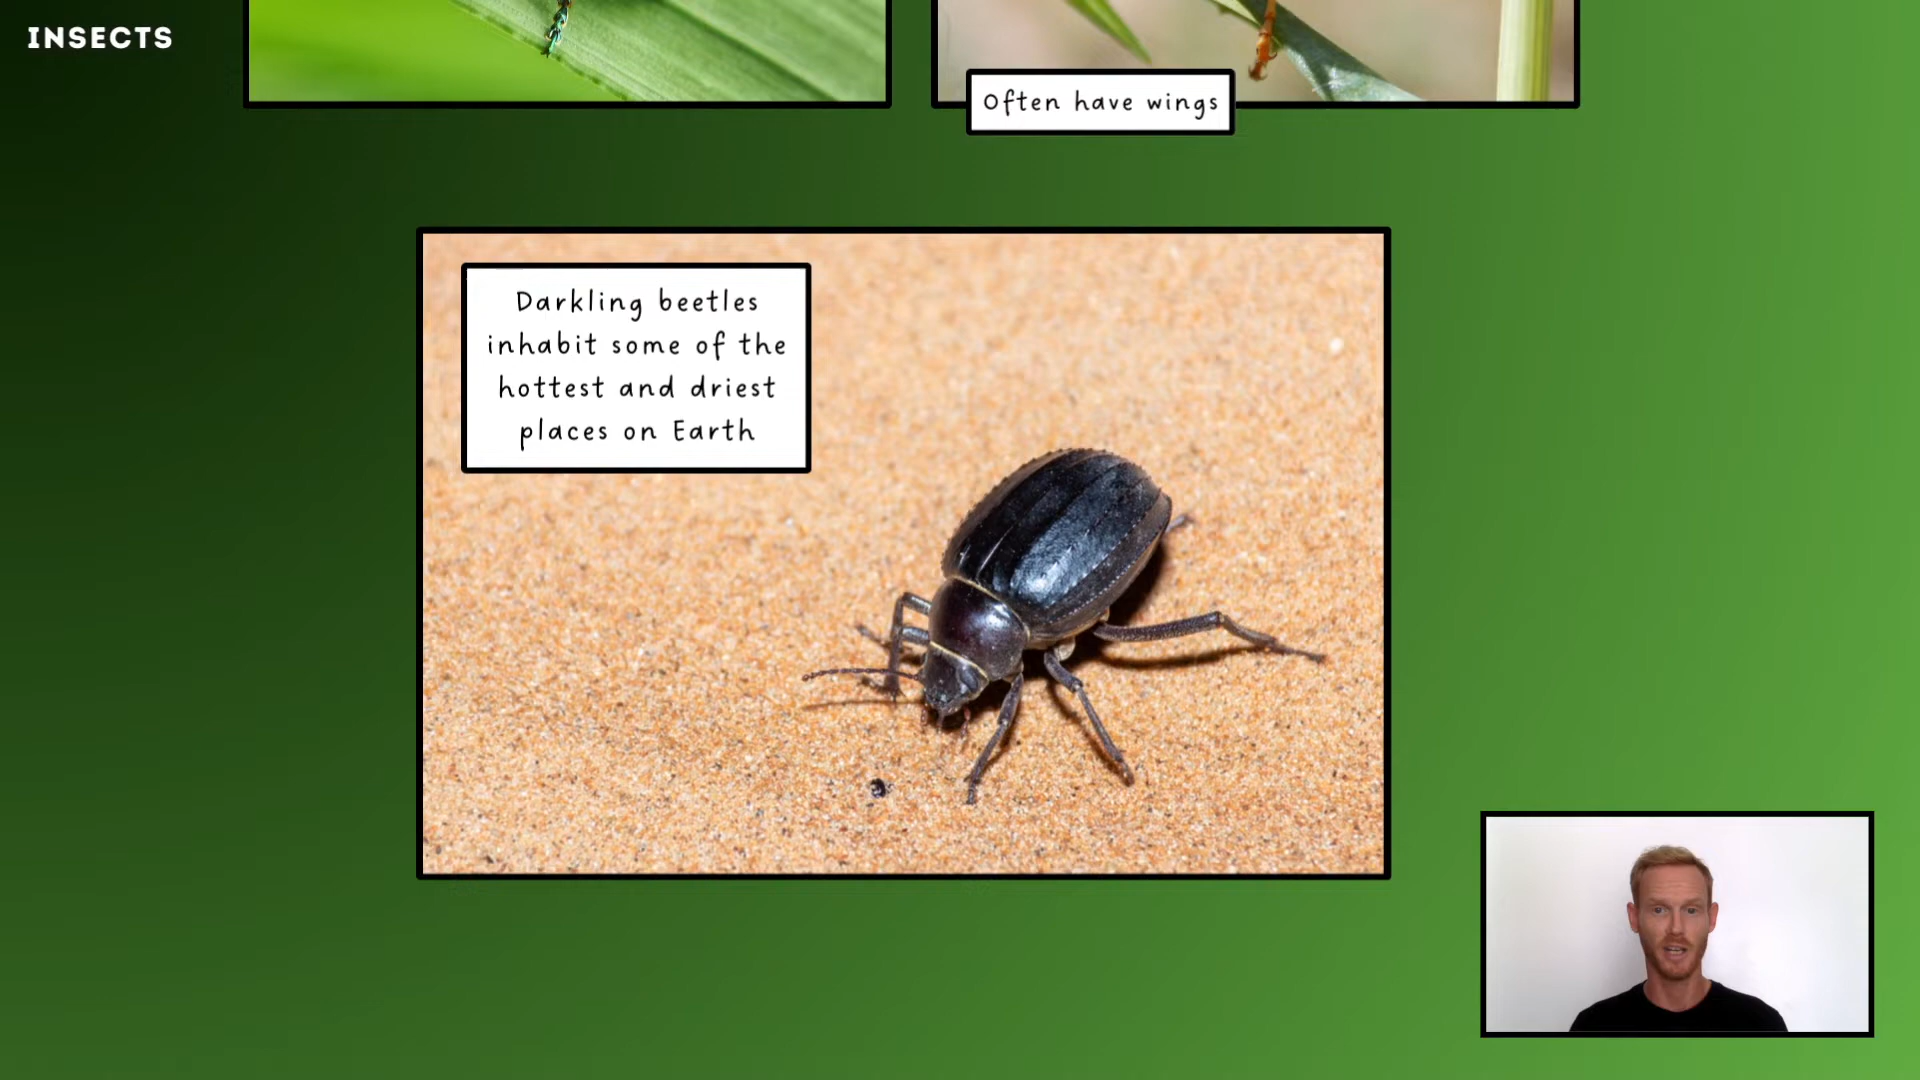 INSECTS
Often have wings
Darkling beetles
inhabit some of the
hottest and driest
places on Earth